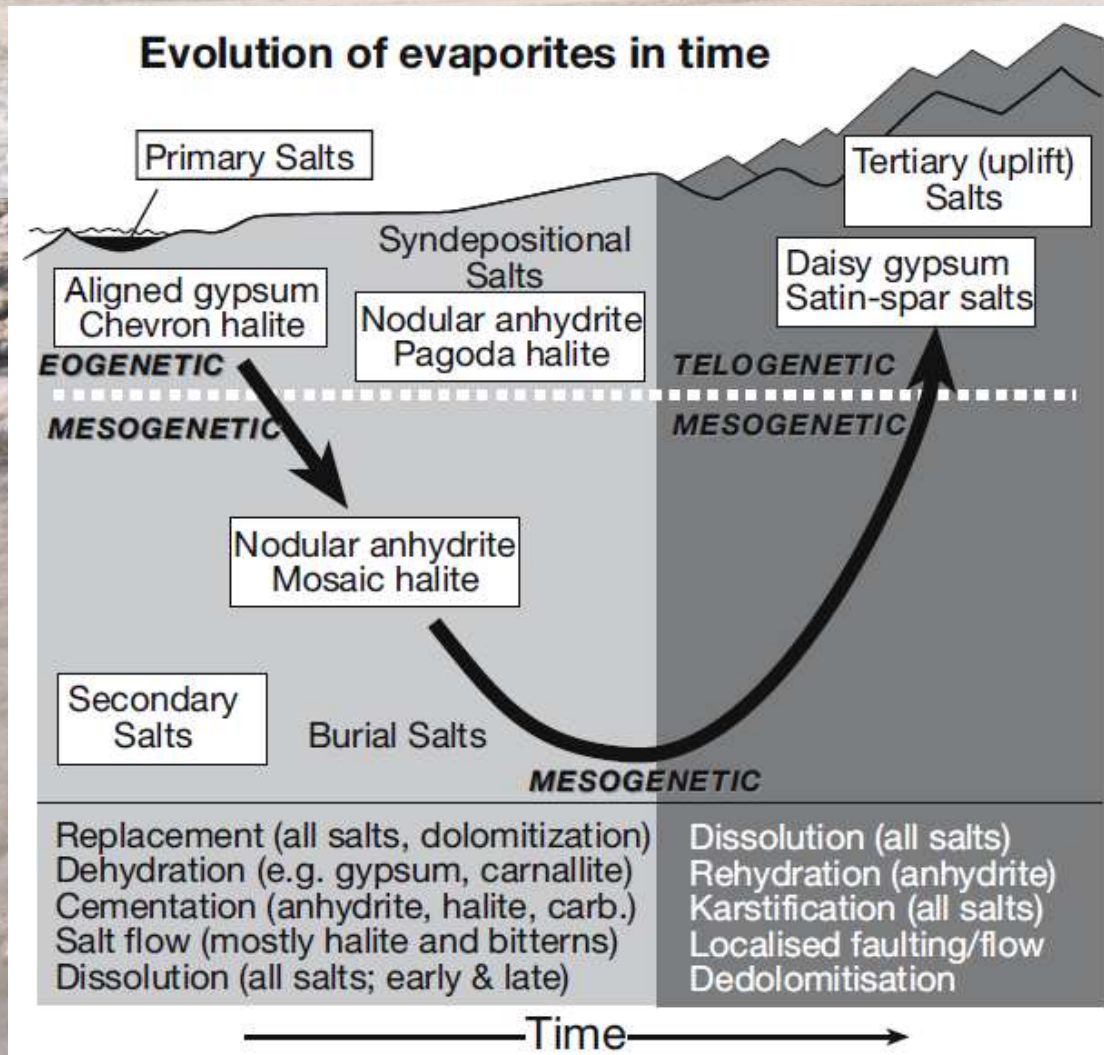 Evolution of evaporites in time
Primary Salts
Aligned gypsum
Chevron halite
Syndepositional
Salts
Nodular anhydrite
Pagoda halite
Tertiary (uplift)
Salts
Daisy gypsum
Satin-spar salts
EOGENETIC
TELOGENETIC
MESOGENETIC
MESOGENETIC
Nodular anhydrite
Mosaic halite
Secondary
Salts
Burial Salts
MESOGENETIC
Replacement (all salts, dolomitization)
Dehydration (e.g. gypsum, carnallite)
Cementation (anhydrite, halite, carb.)
Salt flow (mostly halite and bitterns)
Dissolution (all salts; early & late)
Dissolution (all salts)
Rehydration (anhydrite)
Karstification (all salts)
Localised faulting/flow
Dedolomitisation
Time